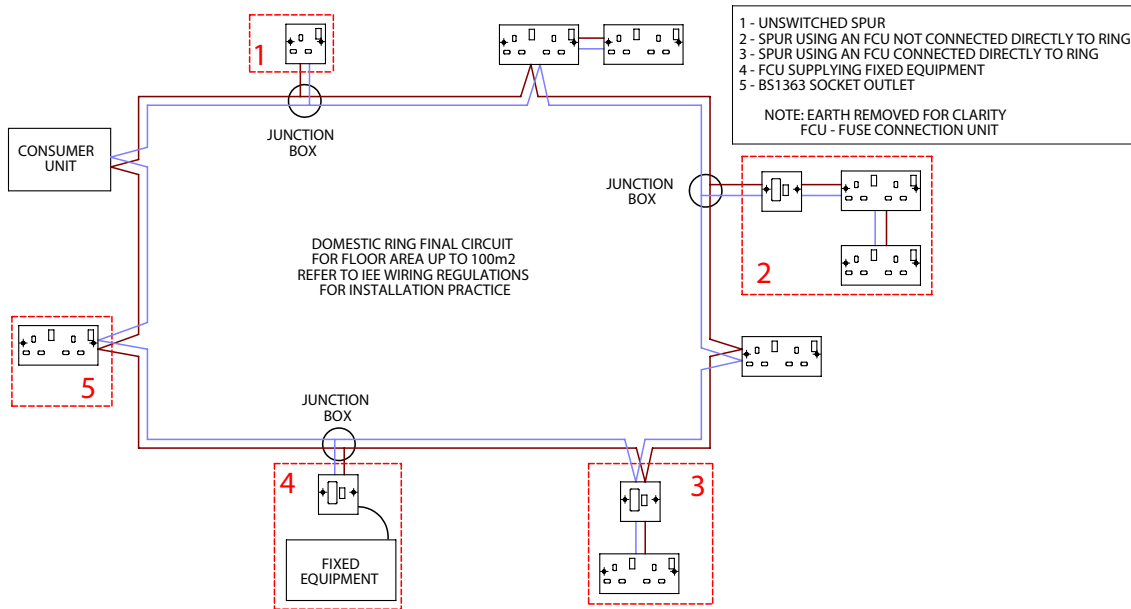 1 - UNSWITCHED SPUR
2 - SPUR USING AN FCU NOT CONNECTED DIRECTLY TO RING
3 - SPUR USING AN FCU CONNECTED DIRECTLY TO RING
4 - FCU SUPPLYING FIXED EQUIPMENT
5 - BS1363 SOCKET OUTLET
NOTE: EARTH REMOVED FOR CLARITY
FCU - FUSE CONNECTION UNIT
1
JUNCTION
BOX
CONSUMER
UNIT
JUNCTION
BOX
2
DOMESTIC RING FINAL CIRCUIT
FOR FLOOR AREA UP TO 100m2
REFER TO IEE WIRING REGULATIONS
FOR INSTALLATION PRACTICE
5
JUNCTION
BOX
4
3
FIXED
EQUIPMENT